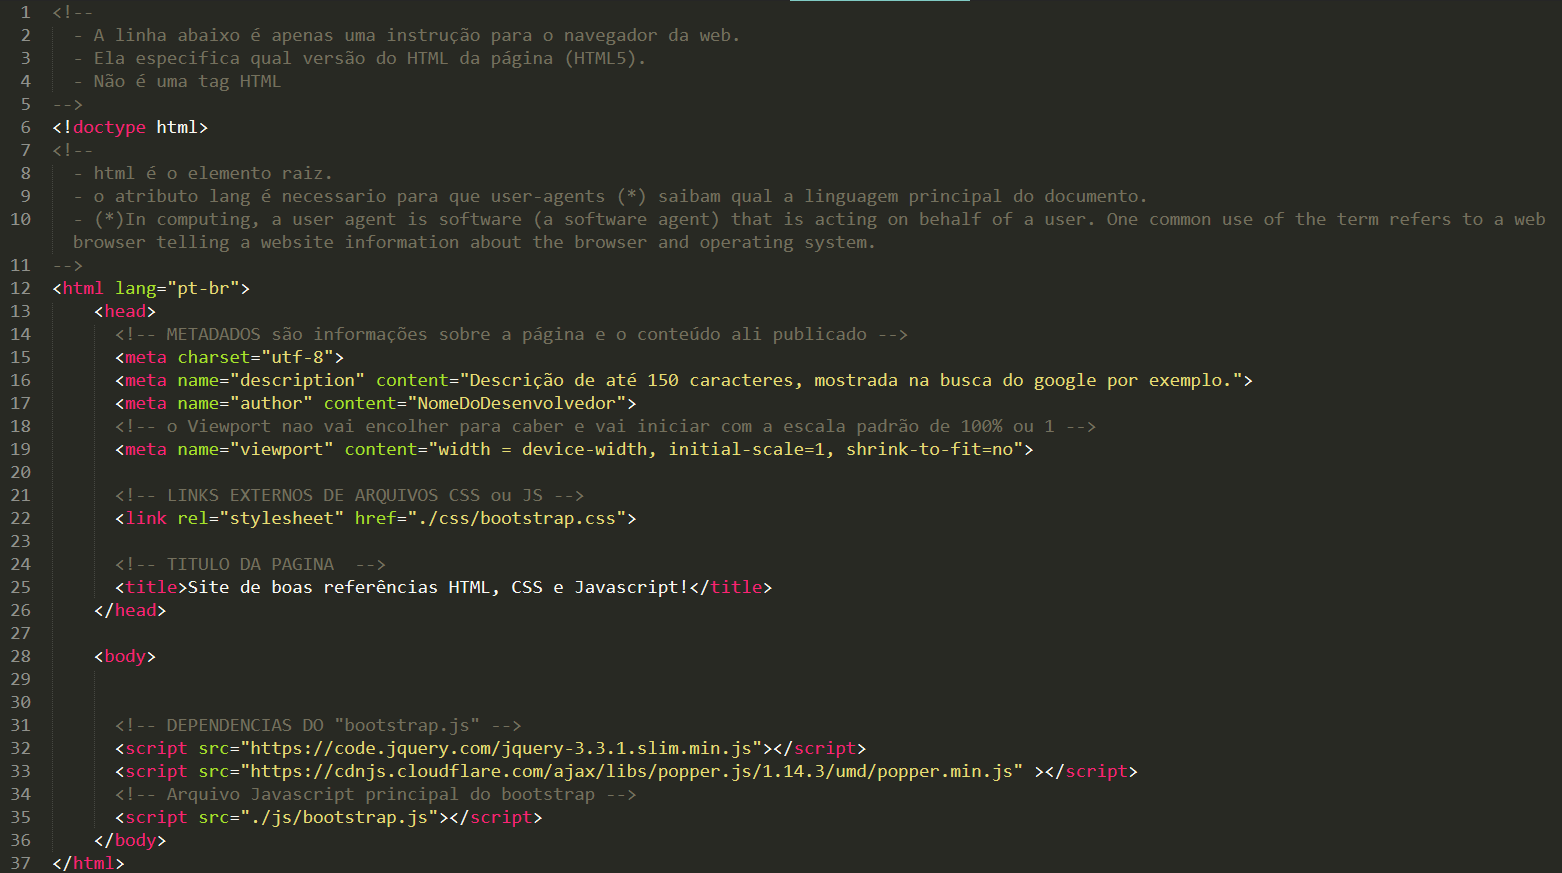 1 <!--
2 - A linha abaixo é apenas uma instrução para o navegador da web.
3 - Ela especifica qual versão do HTML da página (HTML5).
4 - Não é uma tag HTML
5 -->
6 <!doctype html>
7 <!--
8 - html é o elemento raiz.
9 - o atributo lang é necessario para que user-agents (*) saibam qual a linguagem principal do documento.
10 - (*)In computing, a user agent is software (a software agent) that is acting on behalf of a user. One common use of the term refers to a web
browser telling a website information about the browser and operating system.
11 -->
12 <html lang="pt-br">
13 <head>
14 <!-- METADADOS são informações sobre a página e o conteúdo ali publicado -->
15 <meta charset="utf-8">
16 <meta name="description" content="Descrição de até 150 caracteres, mostrada na busca do google por exemplo.">
17 <meta name="author" content="NomeDoDesenvolvedor">
18 <!-- o Viewport nao vai encolher para caber e vai iniciar com a escala padrão de 100% ou 1 -->
19 <meta name="viewport" content="width = device-width, initial-scale=1, shrink-to-fit=no">
20
21 <!-- LINKS EXTERNOS DE ARQUIVOS CSS ou JS -->
22 <link rel="stylesheet" href="./css/bootstrap.css">
23
24 <!-- TITULO DA PAGINA  -->
25 <title>Site de boas referências HTML, CSS e Javascript!</title>
26 </head>
27
28 <body>
29
30
31 <!-- DEPENDENCIAS DO "bootstrap.js" -->
32 <script src="https://code.jquery.com/jquery-3.3.1.slim.min.js"></script>
33 <script src="https://cdnjs.cloudflare.com/ajax/libs/popper.js/1.14.3/umd/popper.min.js" ></script>
34 <!-- Arquivo Javascript principal do bootstrap -->
35 <script src="./js/bootstrap.js"></script>
36 </body>
37 </html>